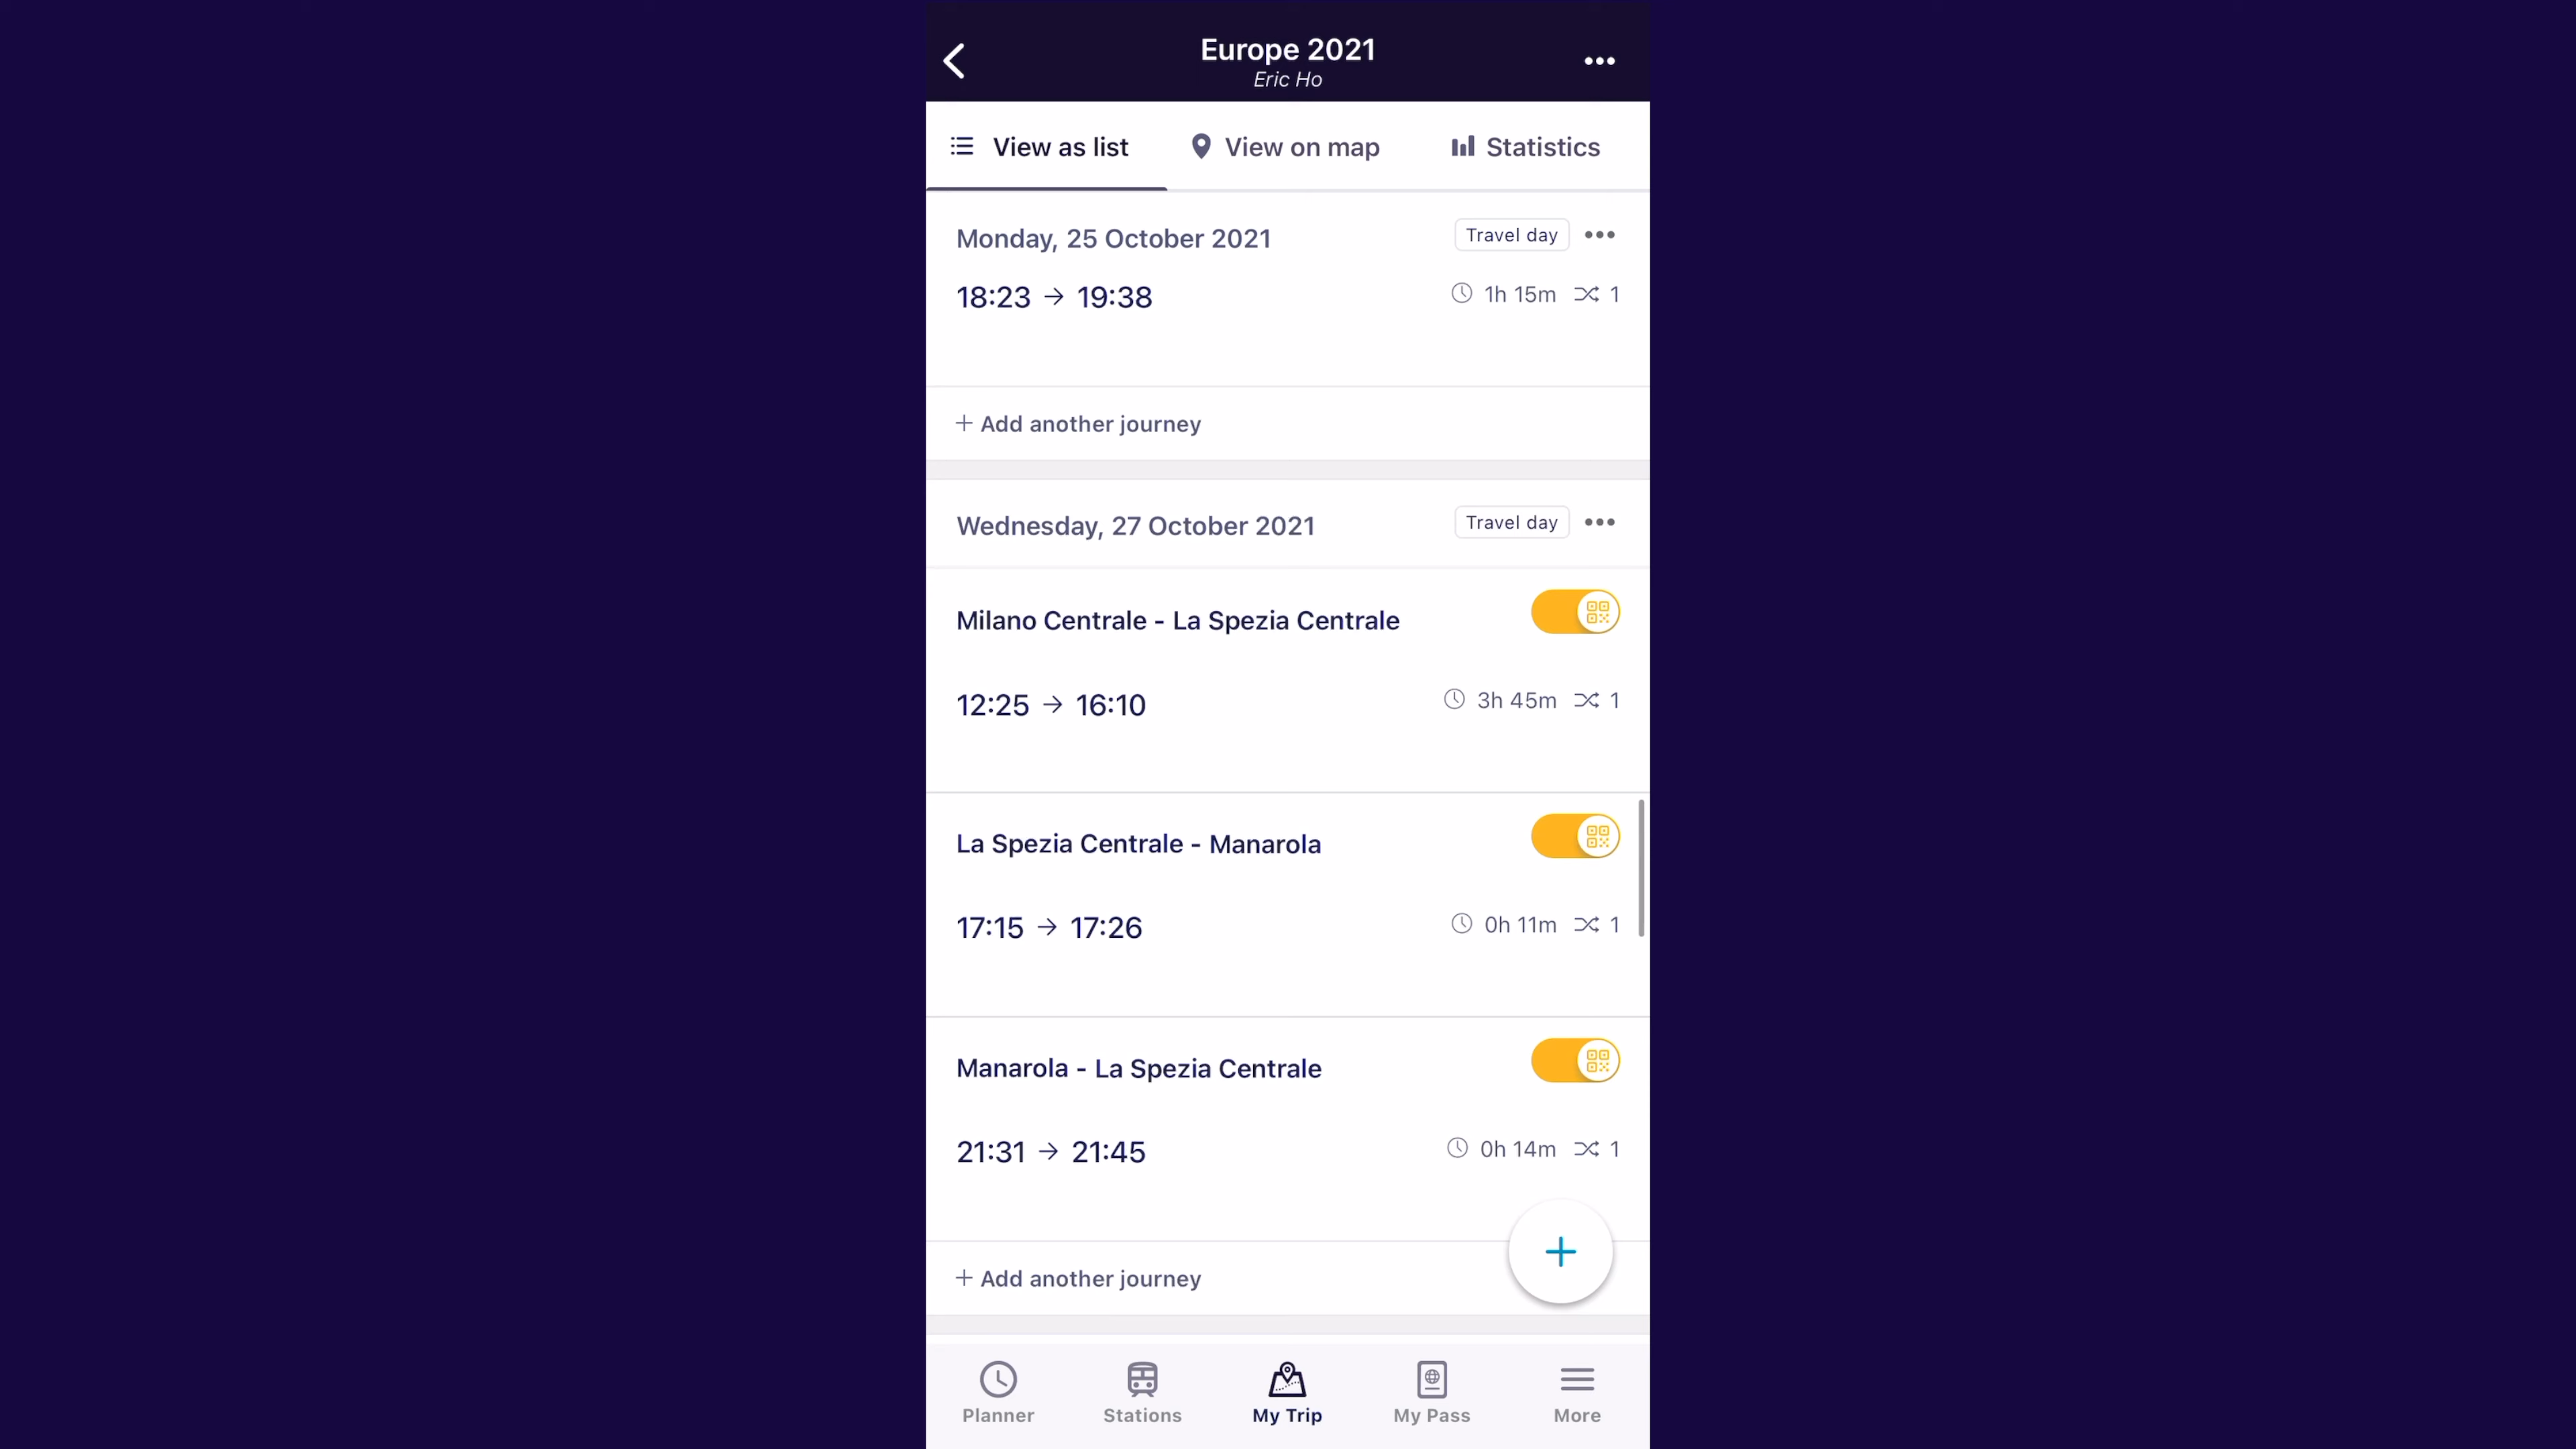 Europe 2021
Eric Ho
View as list
View on map
Statistics
Monday, 25 October 2021
Travel day
18:23 → 19:38
1h 15m
1
+ Add another journey
Wednesday, 27 October 2021
Travel day
Milano Centrale - La Spezia Centrale
12:25 → 16:10
3h 45m
1
La Spezia Centrale - Manarola
17:15 → 17:26
0h 11m
1
Manarola - La Spezia Centrale
21:31 → 21:45
0h 14m
1
+ Add another journey
Planner
Stations
My Trip
My Pass
More